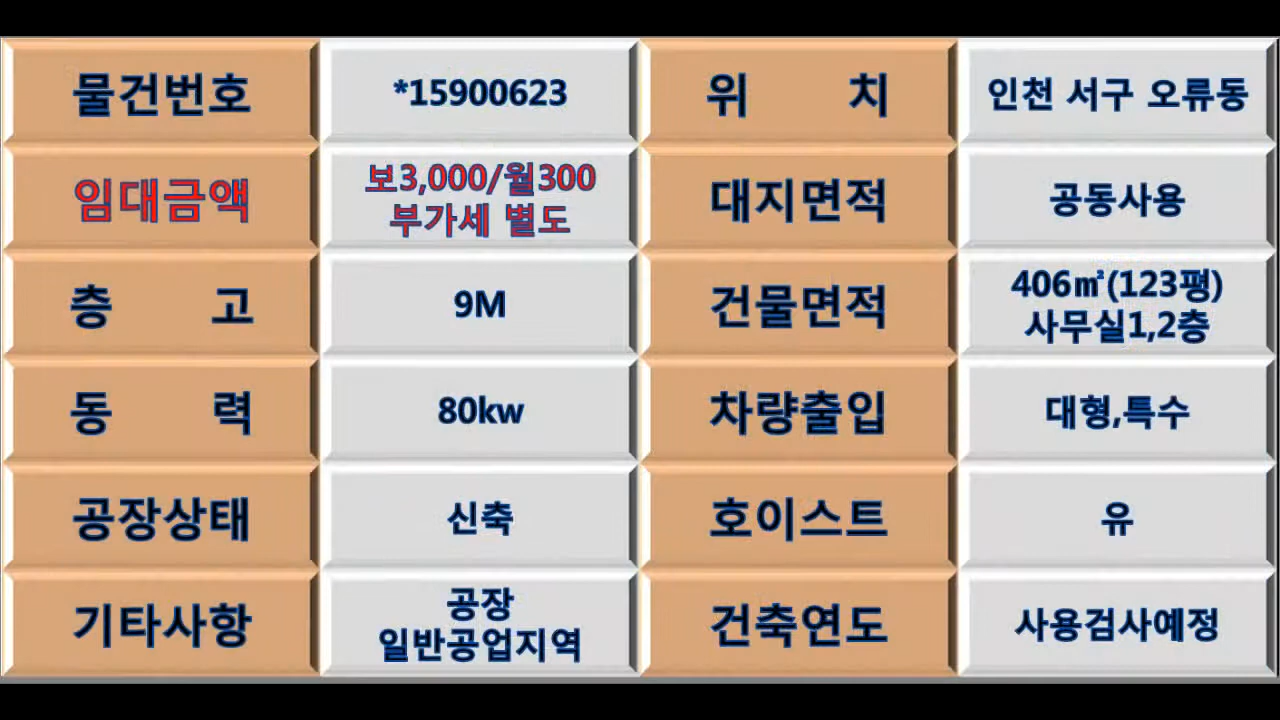 물건번호 *15900623 위 치 인천 서구 오류동
임대금액 보3,000/월300 부가세 별도 대지면적 공동사용
층 고 9M 건물면적 406㎡(123평) 사무실1,2층
동 력 80kw 차량출입 대형,특수
공장상태 신축 호이스트 유
기타사항 공장 일반공업지역 건축연도 사용검사예정